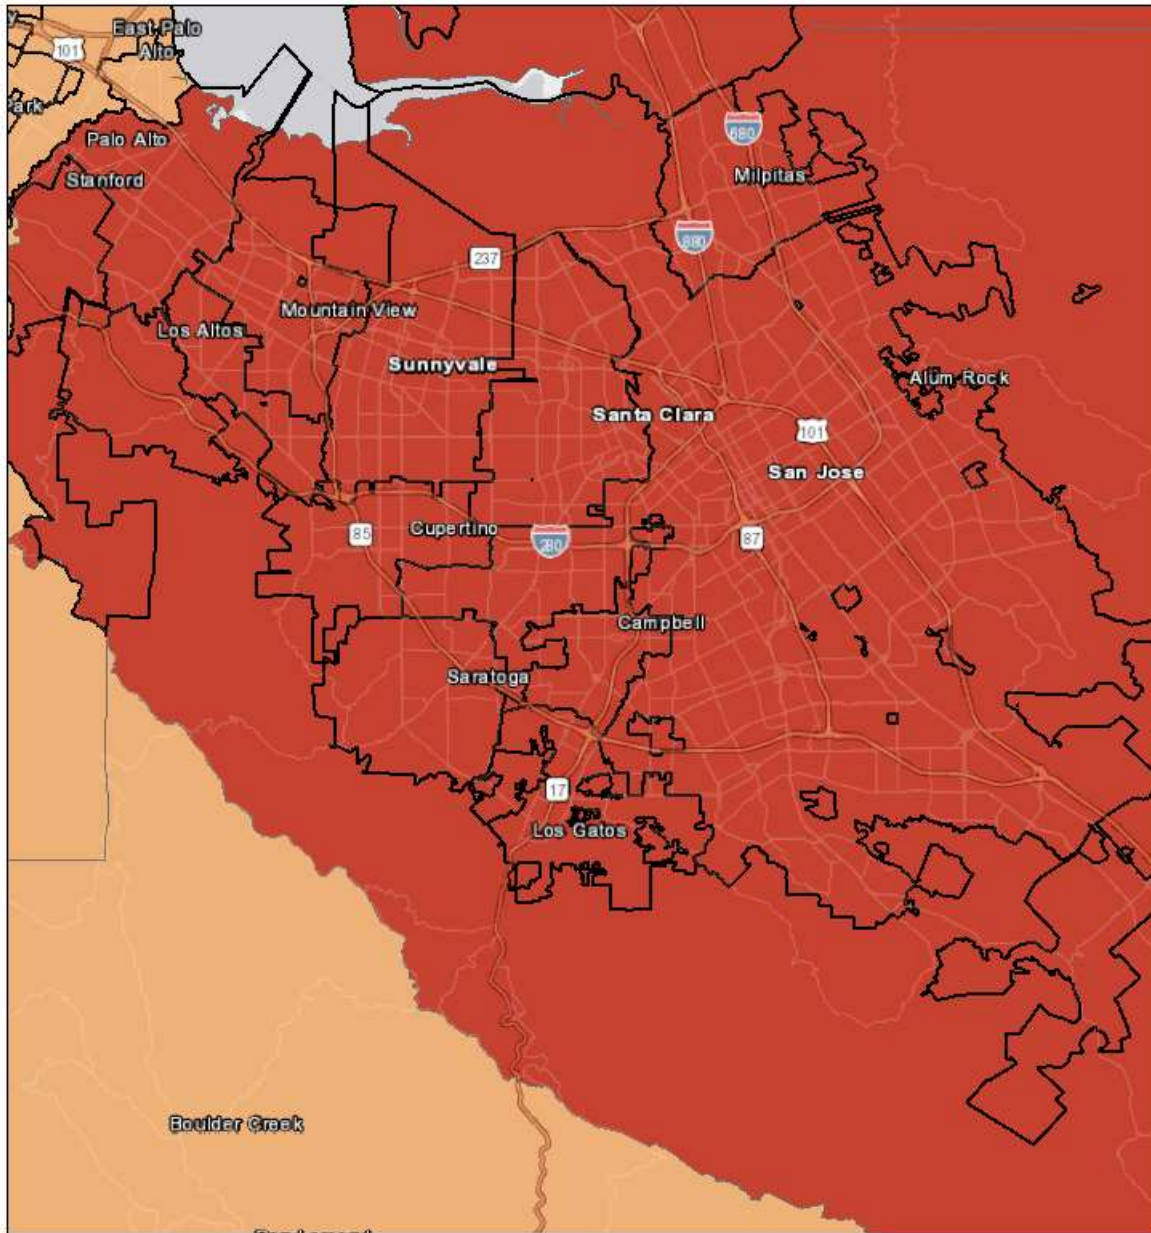 East Palo
Alto
101
Park
Palo Alto
Stanford
680
Milpitas
880
237
Mountain View
Los Altos
Sunnyvale
Alum Rock
Santa Clara
101
San Jose
85
Cupertino
280
87
Campbell
Saratoga
17
Los Gatos
Boulder Creek